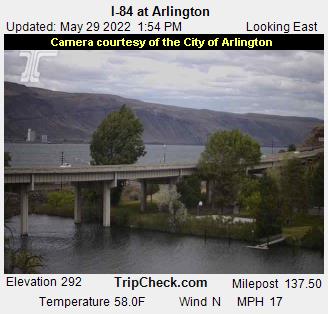 I-84 at Arlington
Updated: May 29 2022 1:54 PM Looking East
Camera courtesy of the City of Arlington
Elevation 292 TripCheck.com Milepost 137.50
Temperature 58.0F Wind N MPH 17